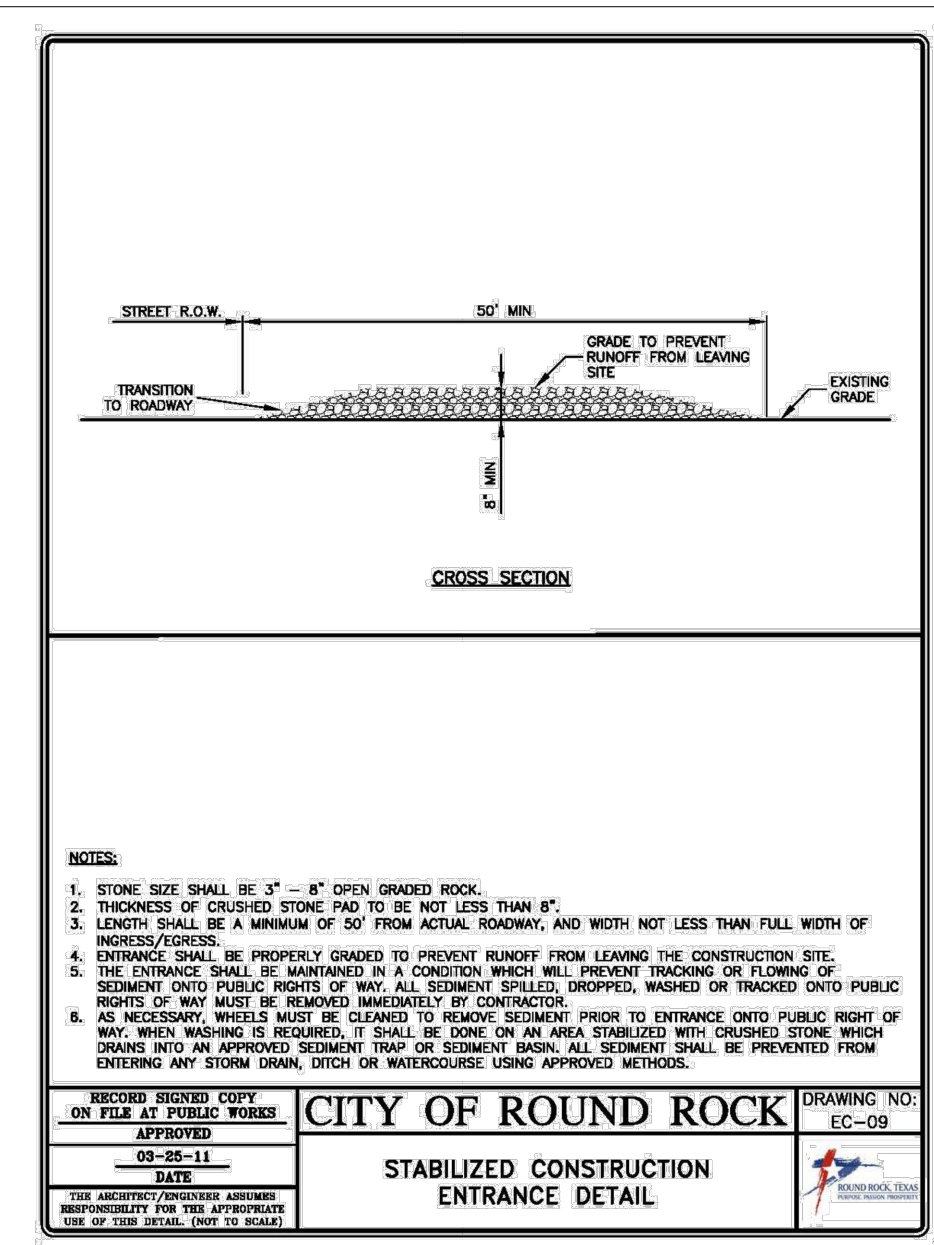 STREET R.O.W.
50' MIN
GRADE TO PREVENT
RUNOFF FROM LEAVING
SITE
TRANSITION
TO ROADWAY
EXISTING
GRADE
8" MIN
CROSS SECTION
NOTES:
1. STONE SIZE SHALL BE 3" – 8" OPEN GRADED ROCK.
2. THICKNESS OF CRUSHED STONE PAD TO BE NOT LESS THAN 8".
3. LENGTH SHALL BE A MINIMUM OF 50' FROM ACTUAL ROADWAY, AND WIDTH NOT LESS THAN FULL WIDTH OF
INGRESS/EGRESS.
4. ENTRANCE SHALL BE PROPERLY GRADED TO PREVENT RUNOFF FROM LEAVING THE CONSTRUCTION SITE.
5. THE ENTRANCE SHALL BE MAINTAINED IN A CONDITION WHICH WILL PREVENT TRACKING OR FLOWING OF
SEDIMENT ONTO PUBLIC RIGHTS OF WAY. ALL SEDIMENT SPILLED, DROPPED, WASHED OR TRACKED ONTO PUBLIC
RIGHTS OF WAY MUST BE REMOVED IMMEDIATELY BY CONTRACTOR.
6. AS NECESSARY, WHEELS MUST BE CLEANED TO REMOVE SEDIMENT PRIOR TO ENTRANCE ONTO PUBLIC RIGHT OF
WAY. WHEN WASHING IS REQUIRED, IT SHALL BE DONE ON AN AREA STABILIZED WITH CRUSHED STONE WHICH
DRAINS INTO AN APPROVED SEDIMENT TRAP OR SEDIMENT BASIN. ALL SEDIMENT SHALL BE PREVENTED FROM
ENTERING ANY STORM DRAIN, DITCH OR WATERCOURSE USING APPROVED METHODS.
RECORD SIGNED COPY
ON FILE AT PUBLIC WORKS
APPROVED
03-25-11
DATE
THE ARCHITECT/ENGINEER ASSUMES
RESPONSIBILITY FOR THE APPROPRIATE
USE OF THIS DETAIL. (NOT TO SCALE)
CITY OF ROUND ROCK
STABILIZED CONSTRUCTION
ENTRANCE DETAIL
DRAWING NO:
EC-09
ROUND ROCK, TEXAS
PURPOSE. PASSION. PROSPERITY.